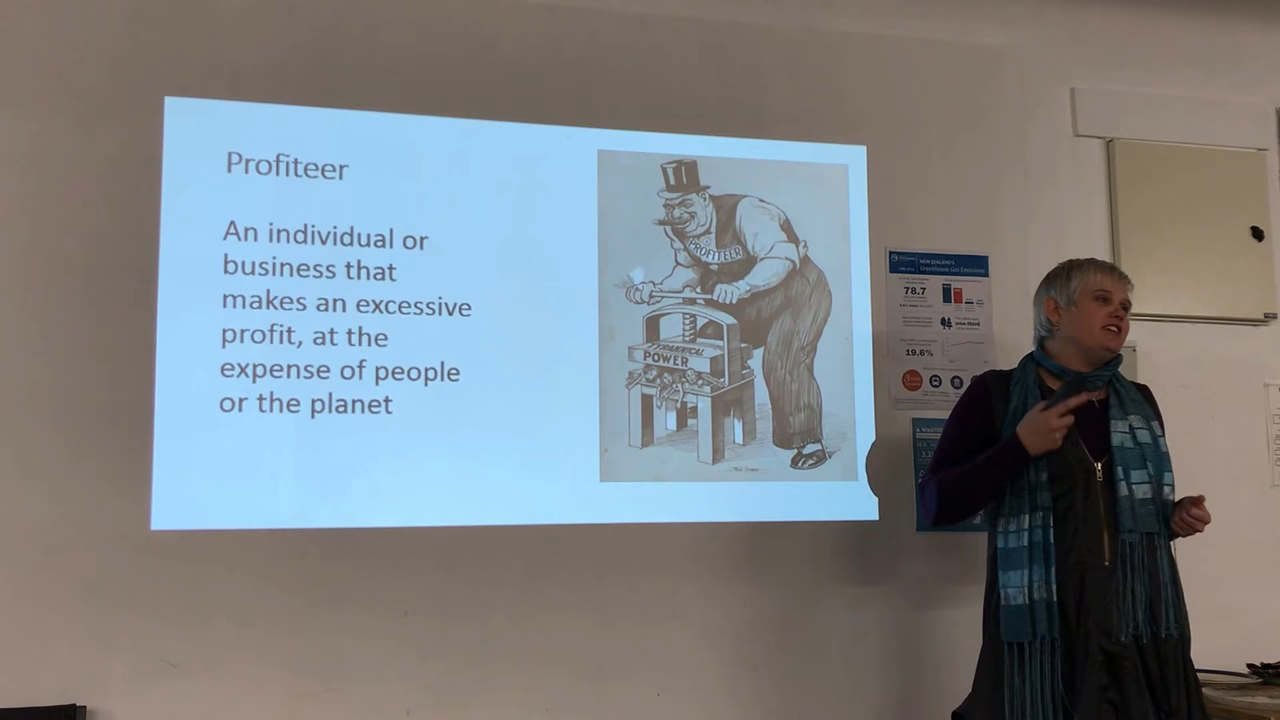 Profiteer
An individual or
business that
makes an excessive
profit, at the
expense of people
or the planet
PROFITEER
TYRANNICAL
POWER
NEW ZEALAND'S
Greenhouse Gas Emissions
78.7
one-third
19.6%